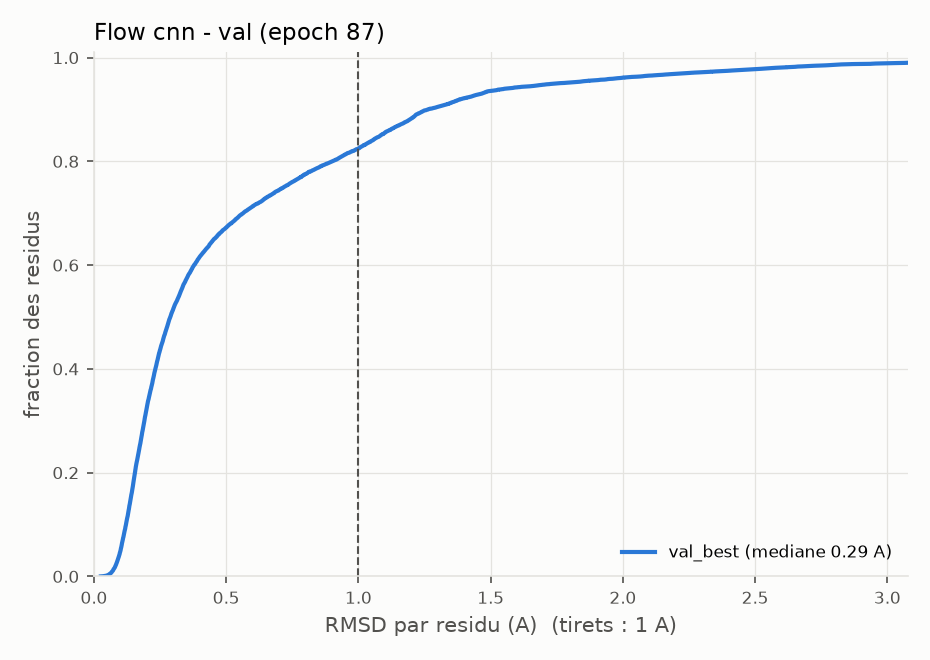 Flow cnn - val (epoch 87)
1.0
0.8
0.6
0.4
0.2
0.0
fraction des residus
val_best (mediane 0.29 A)
0.0 0.5 1.0 1.5 2.0 2.5 3.0
RMSD par residu (A)  (tirets : 1 A)